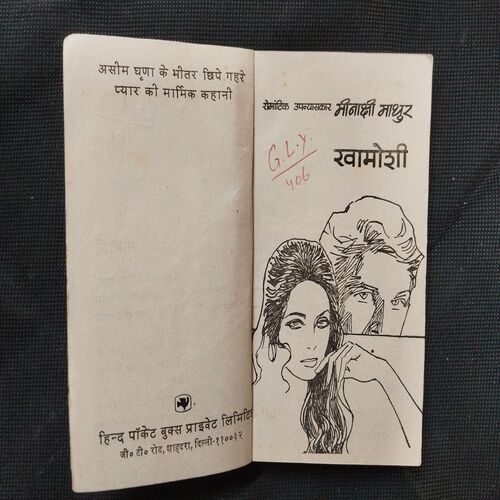 असीम घृणा के भीतर छिपे गहरे
प्यार की मार्मिक कहानी
हिन्द पॉकेट बुक्स प्राइवेट लिमिटेड
जी० टी० रोड, शाहदरा, दिल्ली-११००३२
रोमांटिक उपन्यासकार मीनाक्षी माथुर
G.L.Y.
406
खामोशी